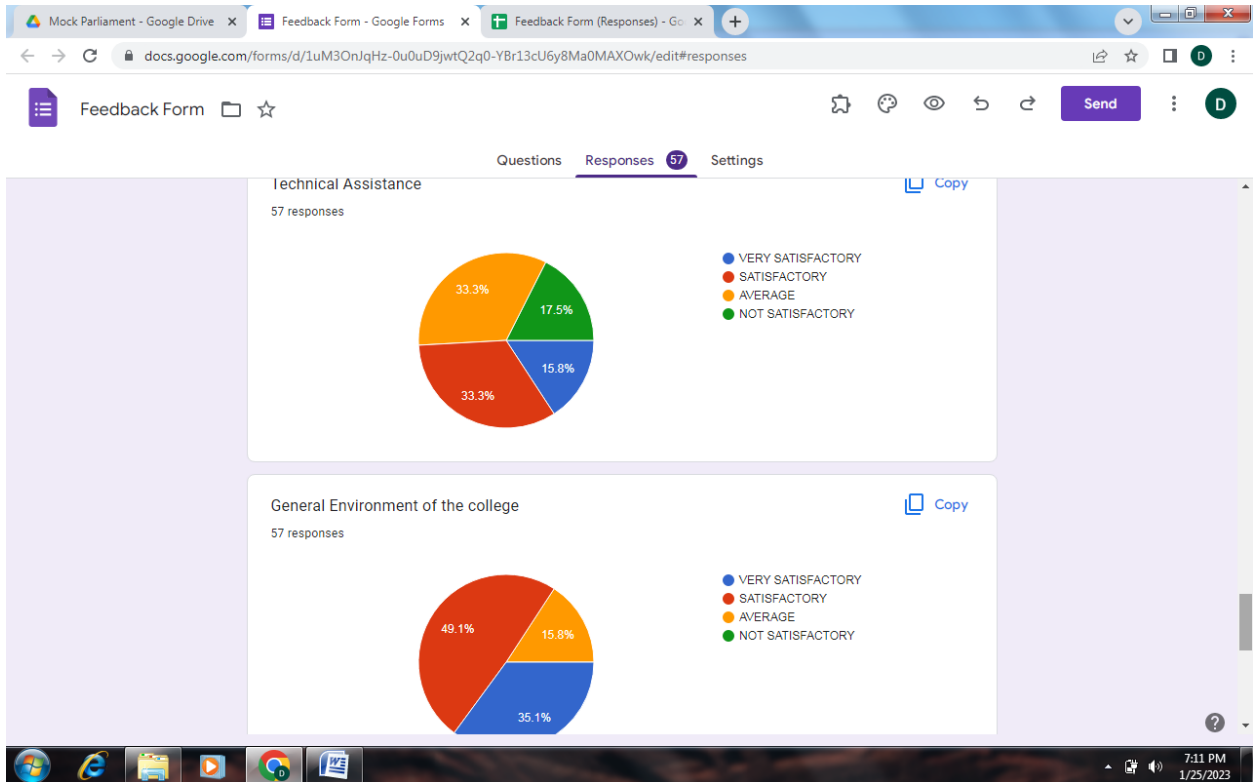 Mock Parliament - Google Drive
Feedback Form - Google Forms
Feedback Form (Responses) - Go
docs.google.com/forms/d/1uM3OnJqHz-0u0uD9jwtQ2q0-YBr13cU6y8Ma0MAXOwk/edit#responses
D
Feedback Form
Send
D
Questions Responses 57 Settings
Technical Assistance
Copy
57 responses
VERY SATISFACTORY
SATISFACTORY
AVERAGE
NOT SATISFACTORY
33.3%
17.5%
15.8%
33.3%
General Environment of the college
Copy
57 responses
VERY SATISFACTORY
SATISFACTORY
AVERAGE
NOT SATISFACTORY
49.1%
15.8%
35.1%
7:11 PM
1/25/2023